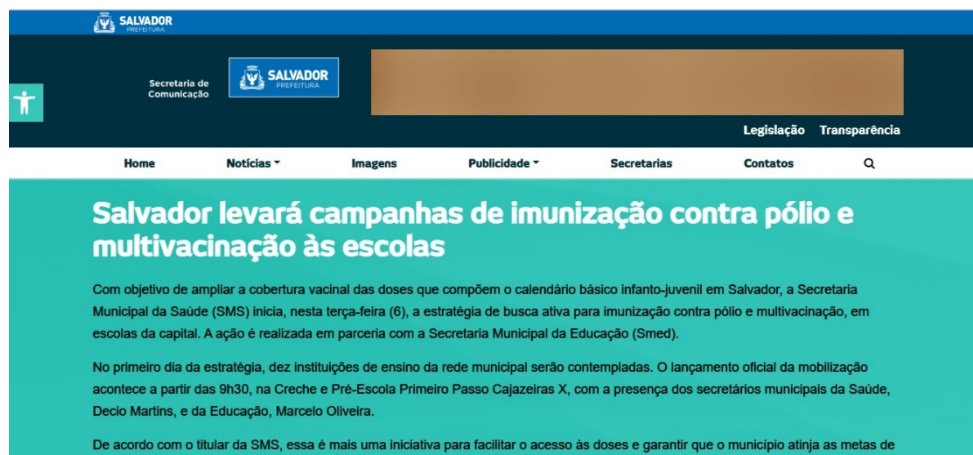 SALVADOR
PREFEITURA
Secretaria de
Comunicação
SALVADOR
PREFEITURA
Legislação Transparência
Home Notícias Imagens Publicidade Secretarias Contatos
Salvador levará campanhas de imunização contra pólio e
multivacinação às escolas
Com objetivo de ampliar a cobertura vacinal das doses que compõem o calendário básico infanto-juvenil em Salvador, a Secretaria
Municipal da Saúde (SMS) inicia, nesta terça-feira (6), a estratégia de busca ativa para imunização contra pólio e multivacinação, em
escolas da capital. A ação é realizada em parceria com a Secretaria Municipal da Educação (Smed).
No primeiro dia da estratégia, dez instituições de ensino da rede municipal serão contempladas. O lançamento oficial da mobilização
acontece a partir das 9h30, na Creche e Pré-Escola Primeiro Passo Cajazeiras X, com a presença dos secretários municipais da Saúde,
Decio Martins, e da Educação, Marcelo Oliveira.
De acordo com o titular da SMS, essa é mais uma iniciativa para facilitar o acesso às doses e garantir que o município atinja as metas de